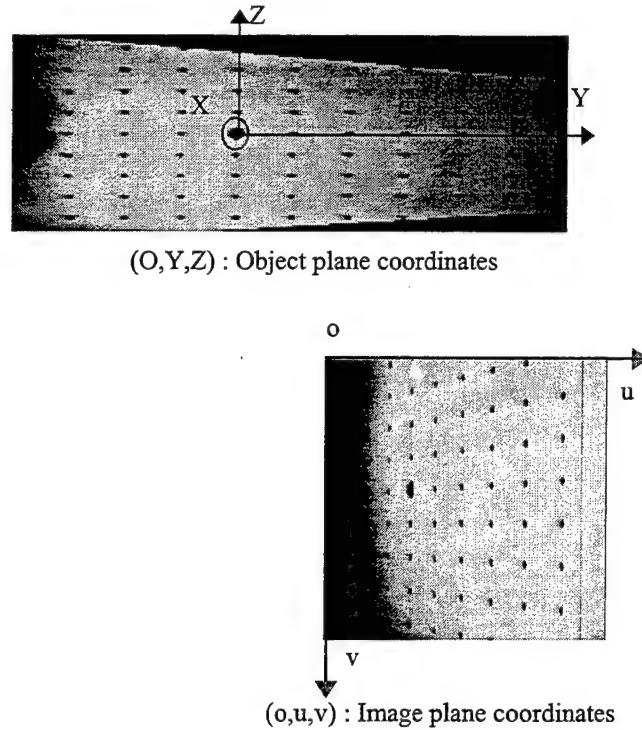 Z
X
Y
(O,Y,Z) : Object plane coordinates
o
u
v
(o,u,v) : Image plane coordinates